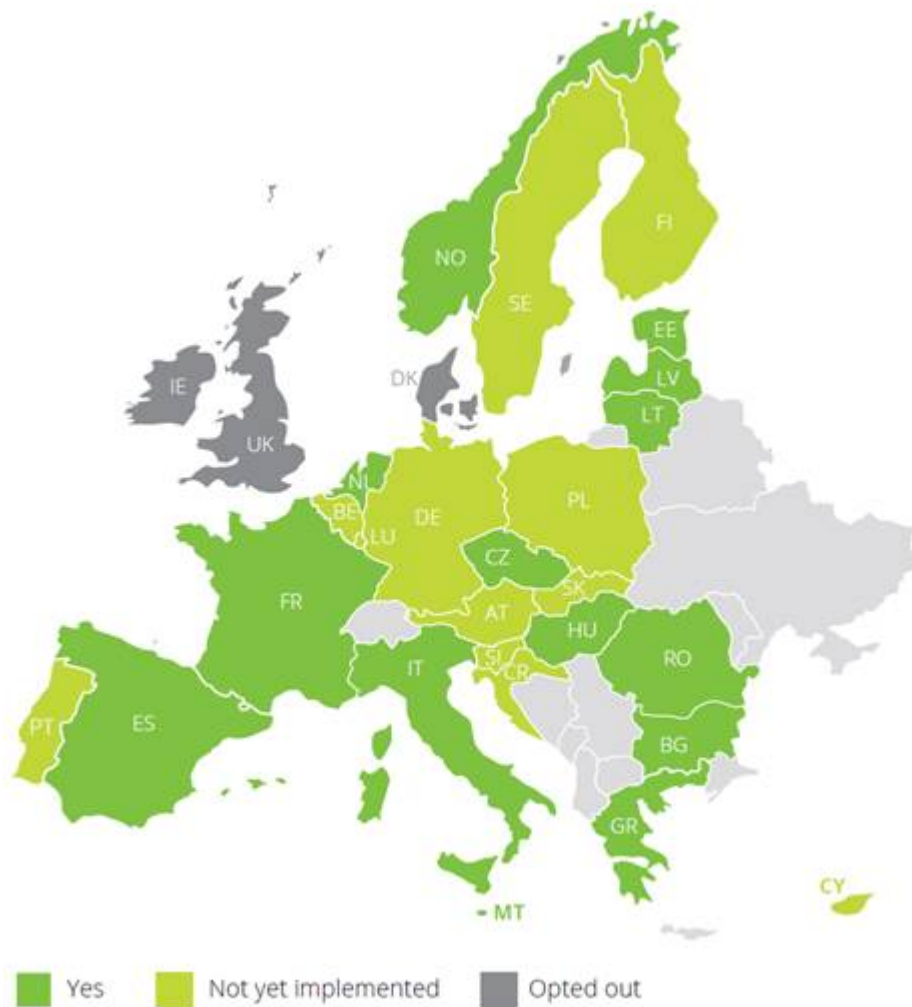 NO
FI
SE
EE
LV
LT
IE
DK
UK
NL
BE
DE
PL
LU
CZ
SK
FR
AT
HU
SI
CR
IT
RO
PT
ES
BG
GR
CY
MT
Yes
Not yet implemented
Opted out